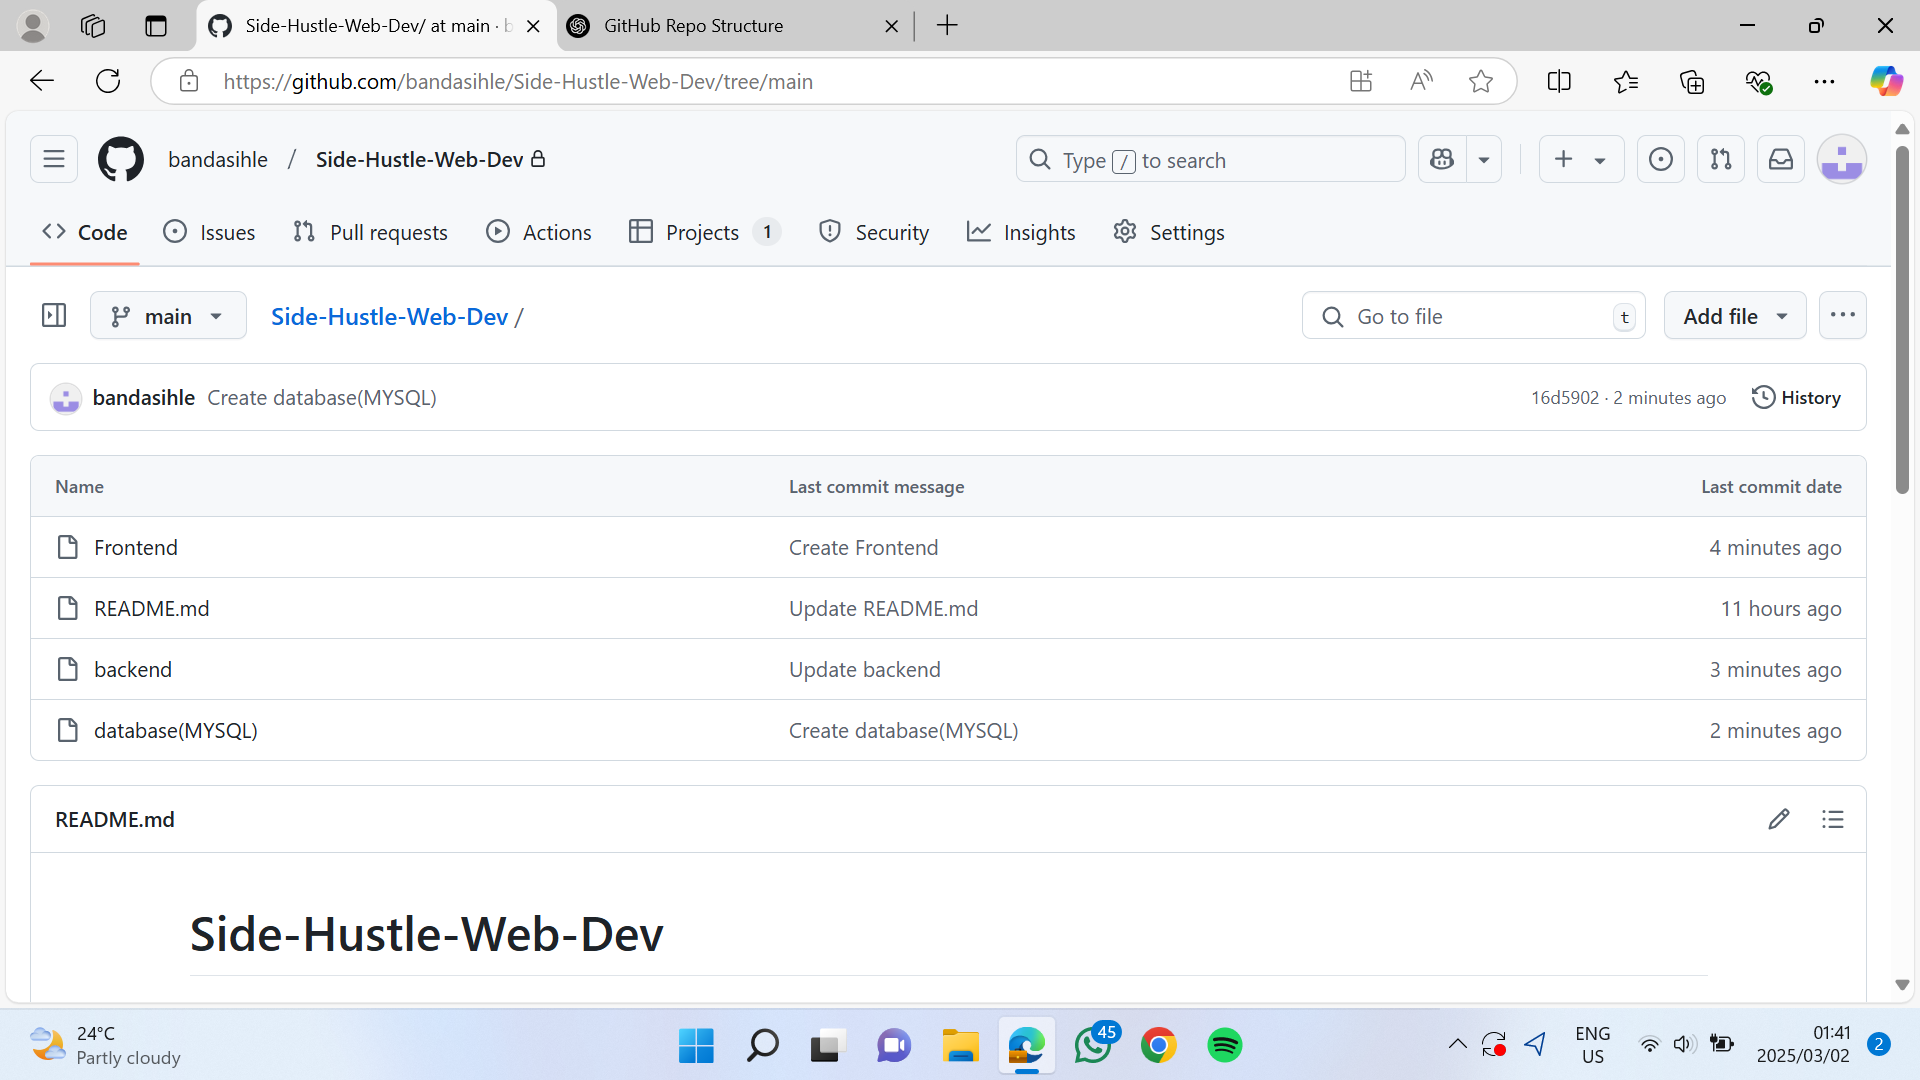 Side-Hustle-Web-Dev/ at main · b
GitHub Repo Structure
https://github.com/bandasihle/Side-Hustle-Web-Dev/tree/main
bandasihle / Side-Hustle-Web-Dev
Type / to search
Code
Issues
Pull requests
Actions
Projects 1
Security
Insights
Settings
main
Side-Hustle-Web-Dev /
Go to file t
Add file
bandasihle Create database(MYSQL)
16d5902 · 2 minutes ago
History
Name Last commit message Last commit date
Frontend Create Frontend 4 minutes ago
README.md Update README.md 11 hours ago
backend Update backend 3 minutes ago
database(MYSQL) Create database(MYSQL) 2 minutes ago
README.md
Side-Hustle-Web-Dev
24°C
Partly cloudy
45
ENG
US
01:41
2025/03/02
2